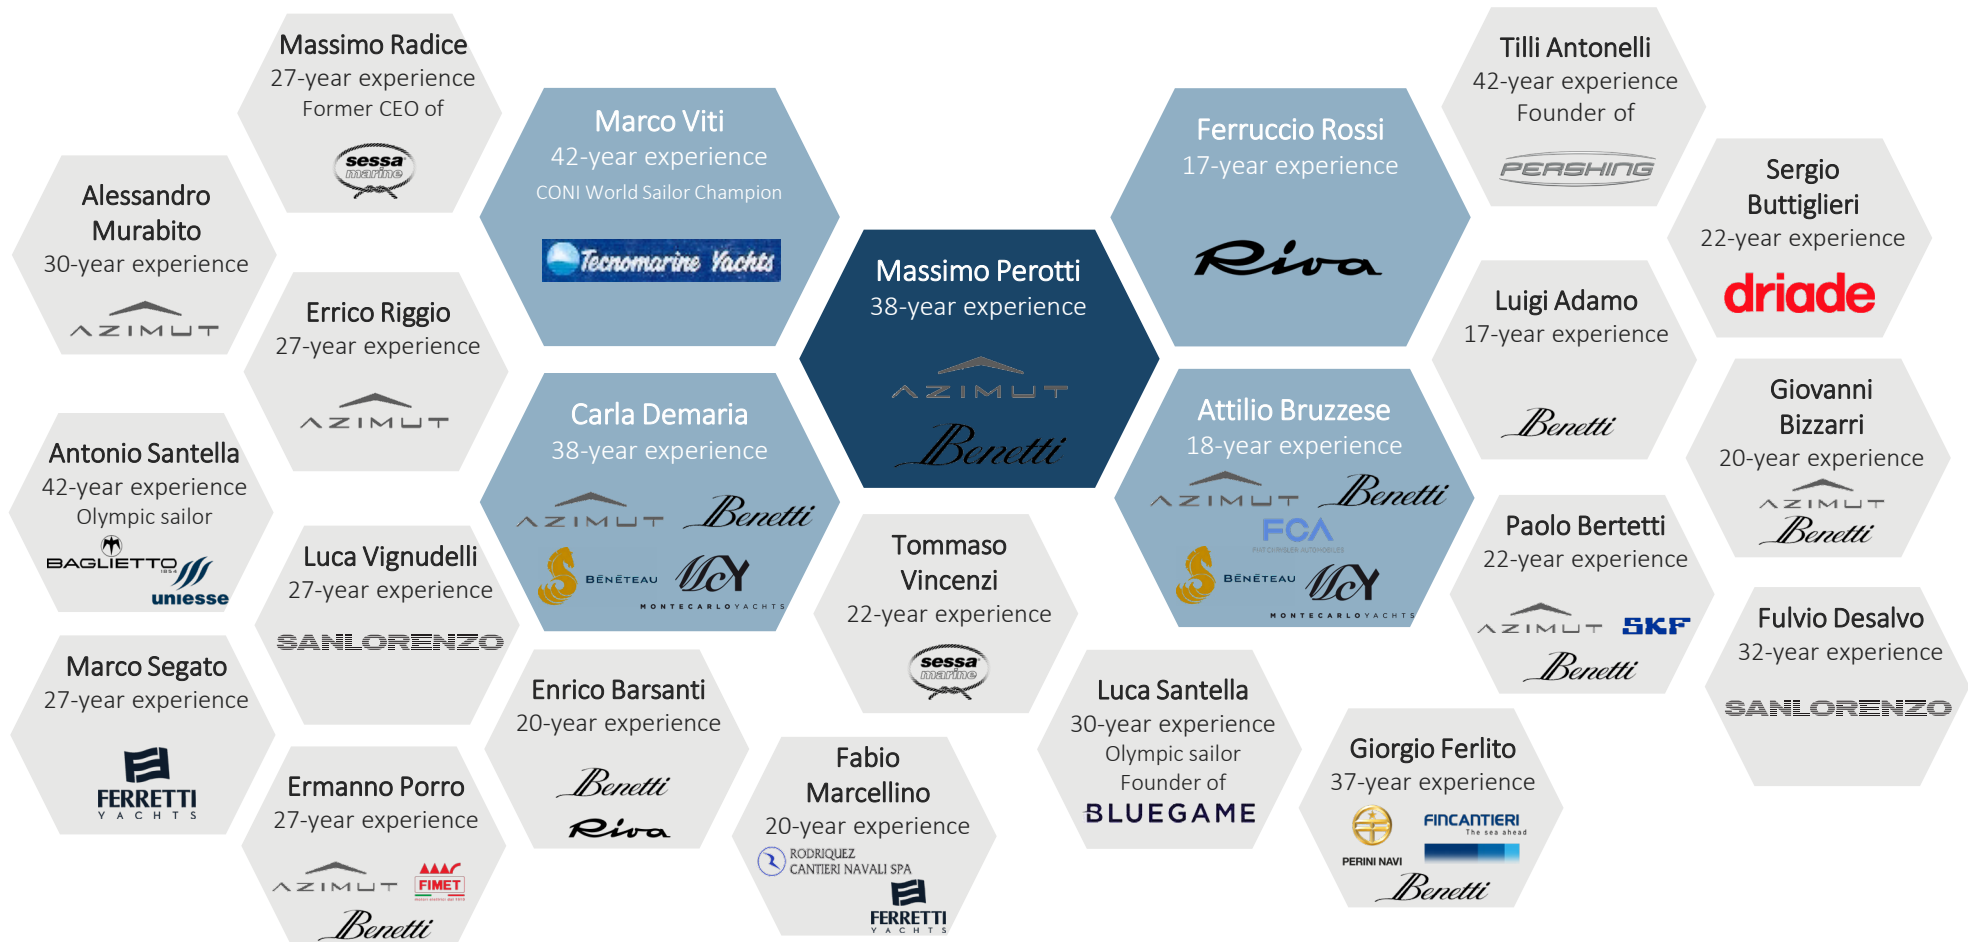 Massimo Radice
27-year experience
Former CEO of
sessa
marine
Alessandro
Murabito
30-year experience
AZIMUT
Errico Riggio
27-year experience
AZIMUT
Antonio Santella
42-year experience
Olympic sailor
BAGLIETTO
1854
uniesse
Luca Vignudelli
27-year experience
SANLORENZO
Marco Segato
27-year experience
FERRETTI
YACHTS
Ermanno Porro
27-year experience
AZIMUT
FIMET
Benetti
Marco Viti
42-year experience
CONI World Sailor Champion
Tecnomarine Yachts
Carla Demaria
38-year experience
AZIMUT
Benetti
BÉNÉTEAU
MCY
MONTECARLOYACHTS
Enrico Barsanti
20-year experience
Benetti
Riva
Massimo Perotti
38-year experience
AZIMUT
Benetti
Tommaso
Vincenzi
22-year experience
sessa
marine
Fabio
Marcellino
20-year experience
RODRIQUEZ
CANTIERI NAVALI SPA
FERRETTI
YACHTS
Ferruccio Rossi
17-year experience
Riva
Attilio Bruzzese
18-year experience
AZIMUT
Benetti
FCA
FIAT CHRYSLER AUTOMOBILES
BÉNÉTEAU
MCY
MONTECARLOYACHTS
Luca Santella
30-year experience
Olympic sailor
Founder of
BLUEGAME
Giorgio Ferlito
37-year experience
PERINI NAVI
FINCANTIERI
The sea ahead
Benetti
Tilli Antonelli
42-year experience
Founder of
PERSHING
Luigi Adamo
17-year experience
Benetti
Paolo Bertetti
22-year experience
AZIMUT
SKF
Benetti
Sergio
Buttiglieri
22-year experience
driade
Giovanni
Bizzarri
20-year experience
AZIMUT
Benetti
Fulvio Desalvo
32-year experience
SANLORENZO